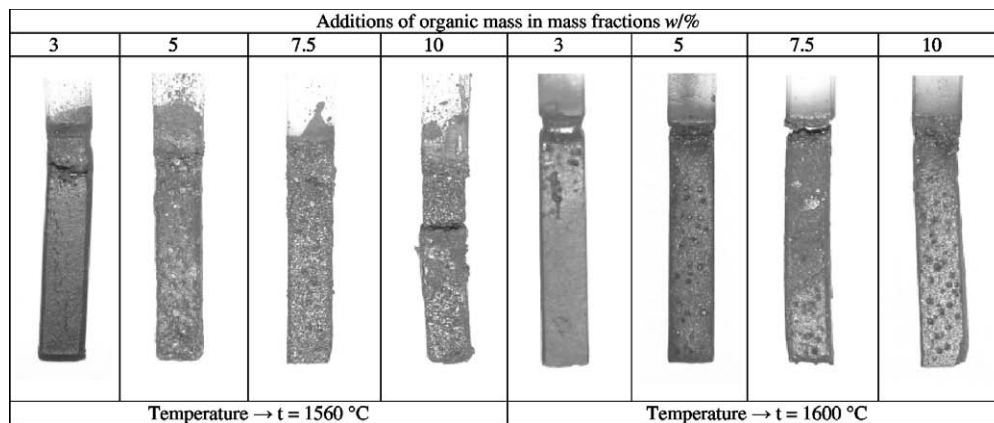 Additions of organic mass in mass fractions w/%
3 5 7.5 10 3 5 7.5 10
Temperature → t = 1560 °C Temperature → t = 1600 °C